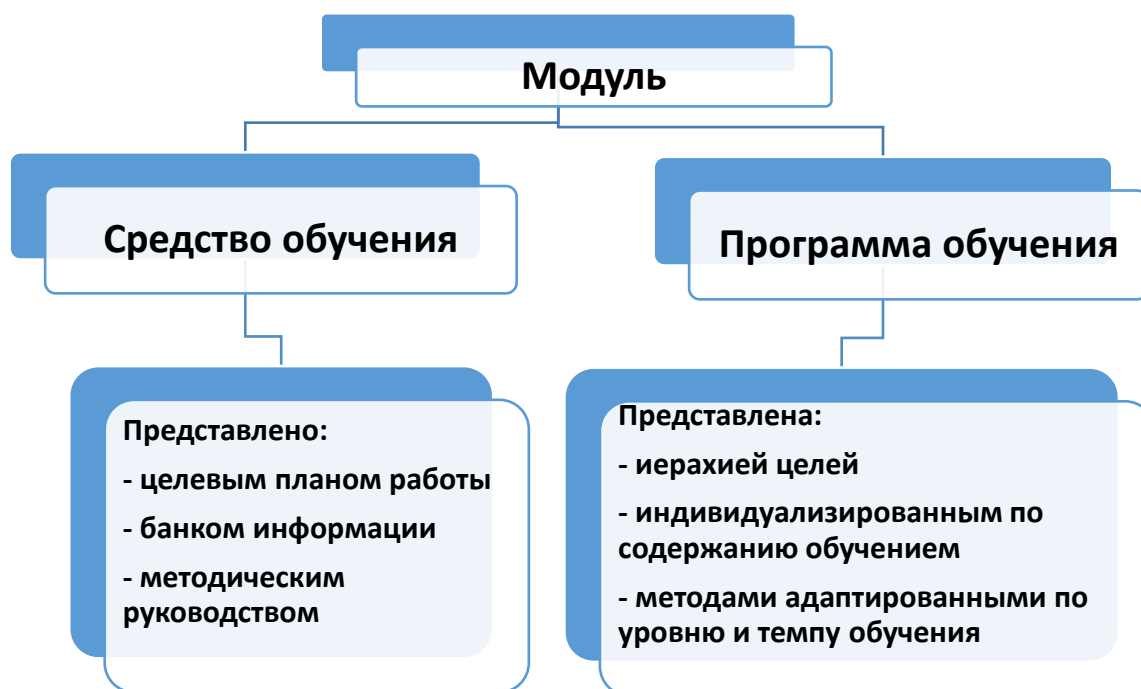 Модуль
Средство обучения
Программа обучения
Представлено:
- целевым планом работы
- банком информации
- методическим
руководством
Представлена:
- иерахией целей
- индивидуализированным по
содержанию обучением
- методами адаптированными по
уровню и темпу обучения